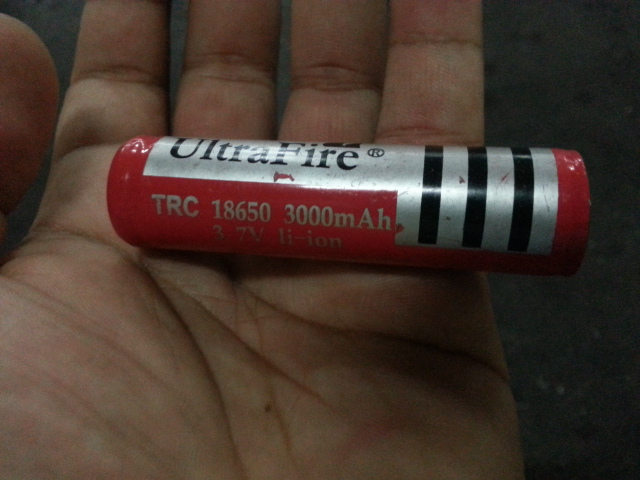 UltraFire®
TRC 18650 3000mAh
3.7V li-ion